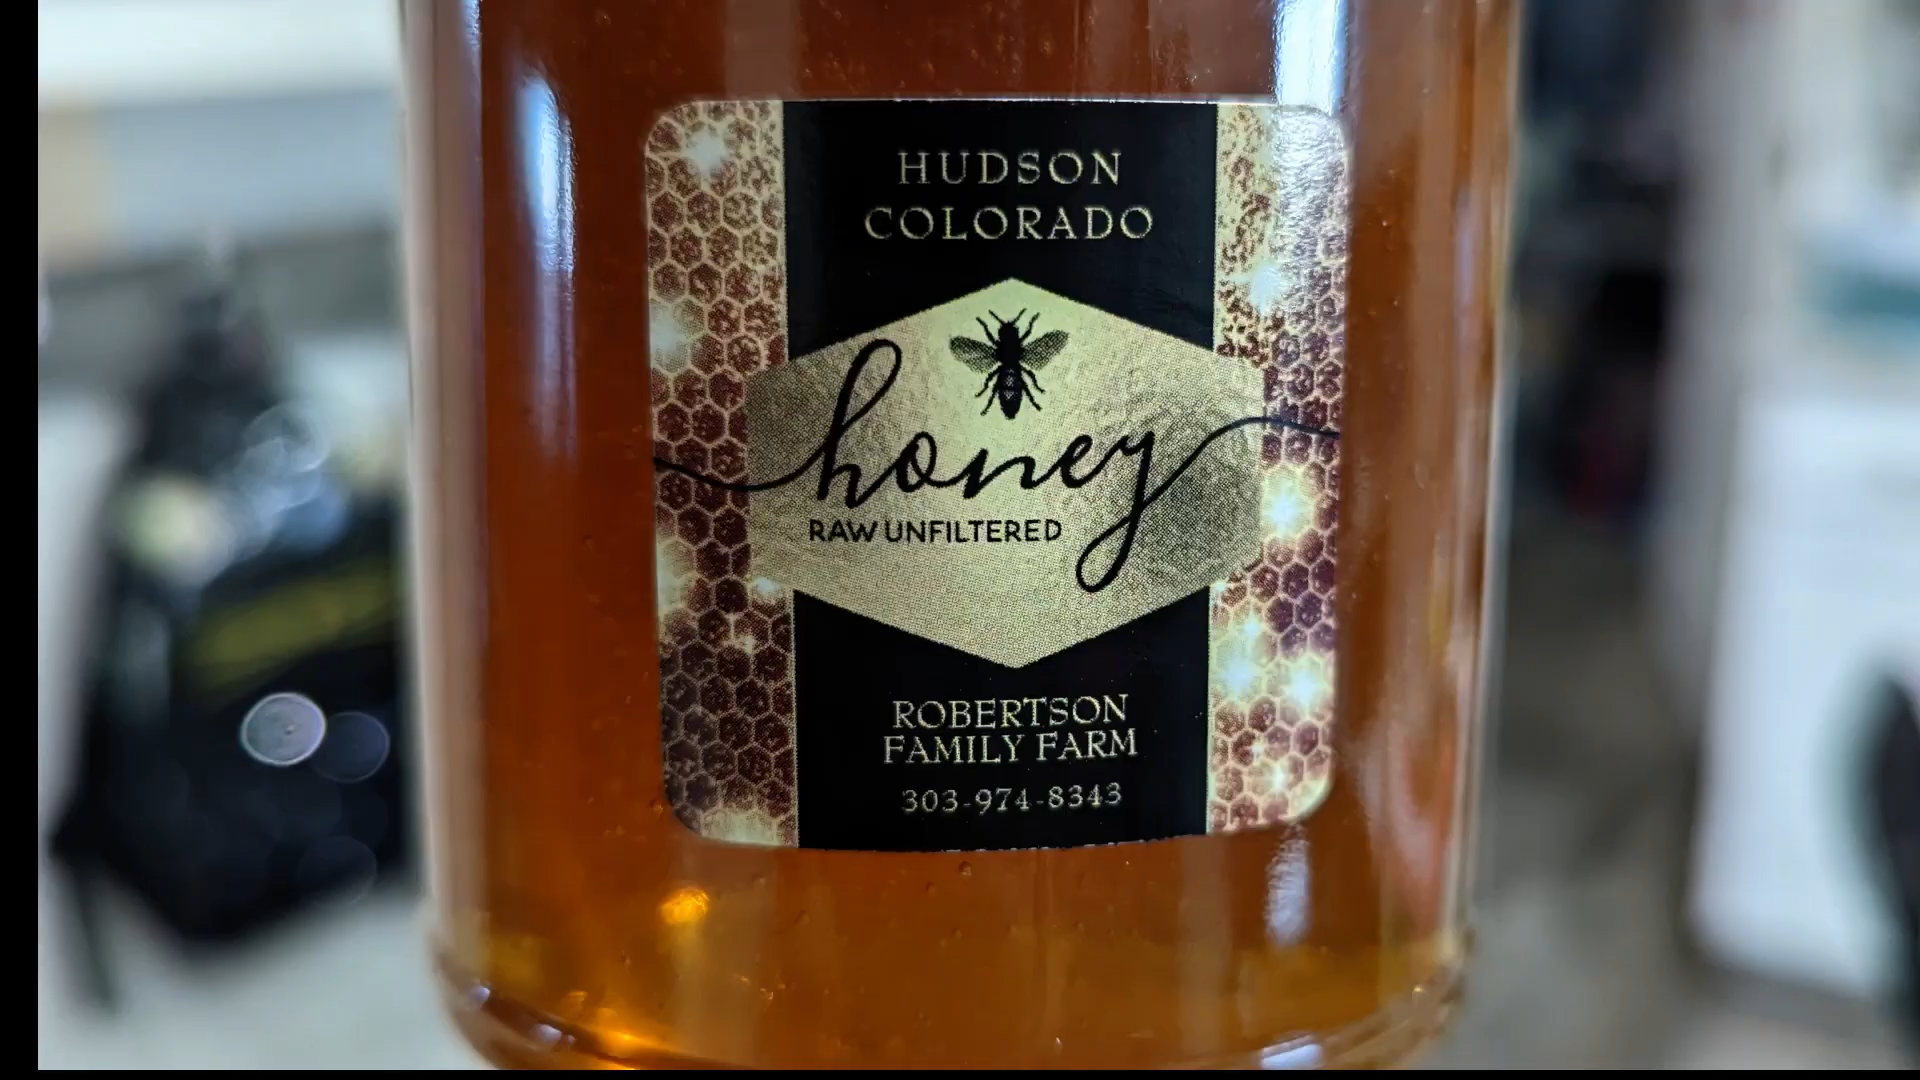 HUDSON
COLORADO
honey
RAW UNFILTERED
ROBERTSON
FAMILY FARM
303-974-8343